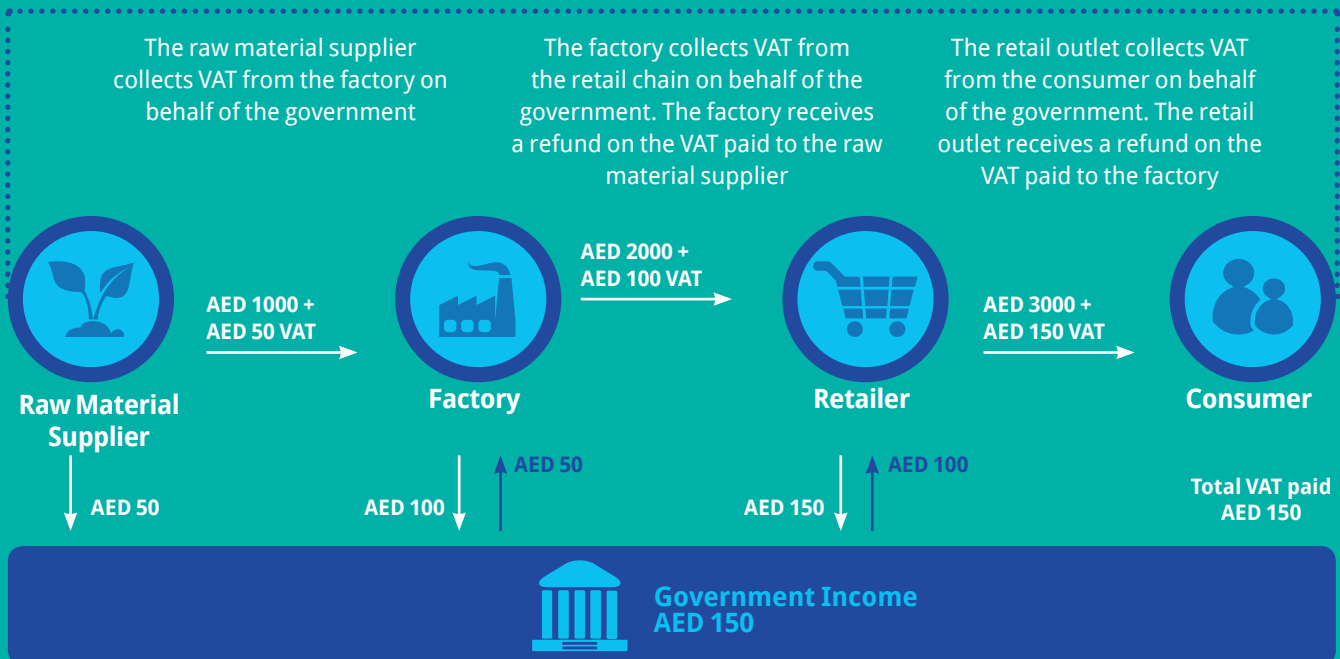 The raw material supplier
collects VAT from the factory on
behalf of the government
The factory collects VAT from
the retail chain on behalf of the
government. The factory receives
a refund on the VAT paid to the raw
material supplier
The retail outlet collects VAT
from the consumer on behalf
of the government. The retail
outlet receives a refund on the
VAT paid to the factory
AED 1000 +
AED 50 VAT
AED 2000 +
AED 100 VAT
AED 3000 +
AED 150 VAT
Raw Material
Supplier
Factory
Retailer
Consumer
AED 50
AED 100
AED 50
AED 150
AED 100
Total VAT paid
AED 150
Government Income
AED 150